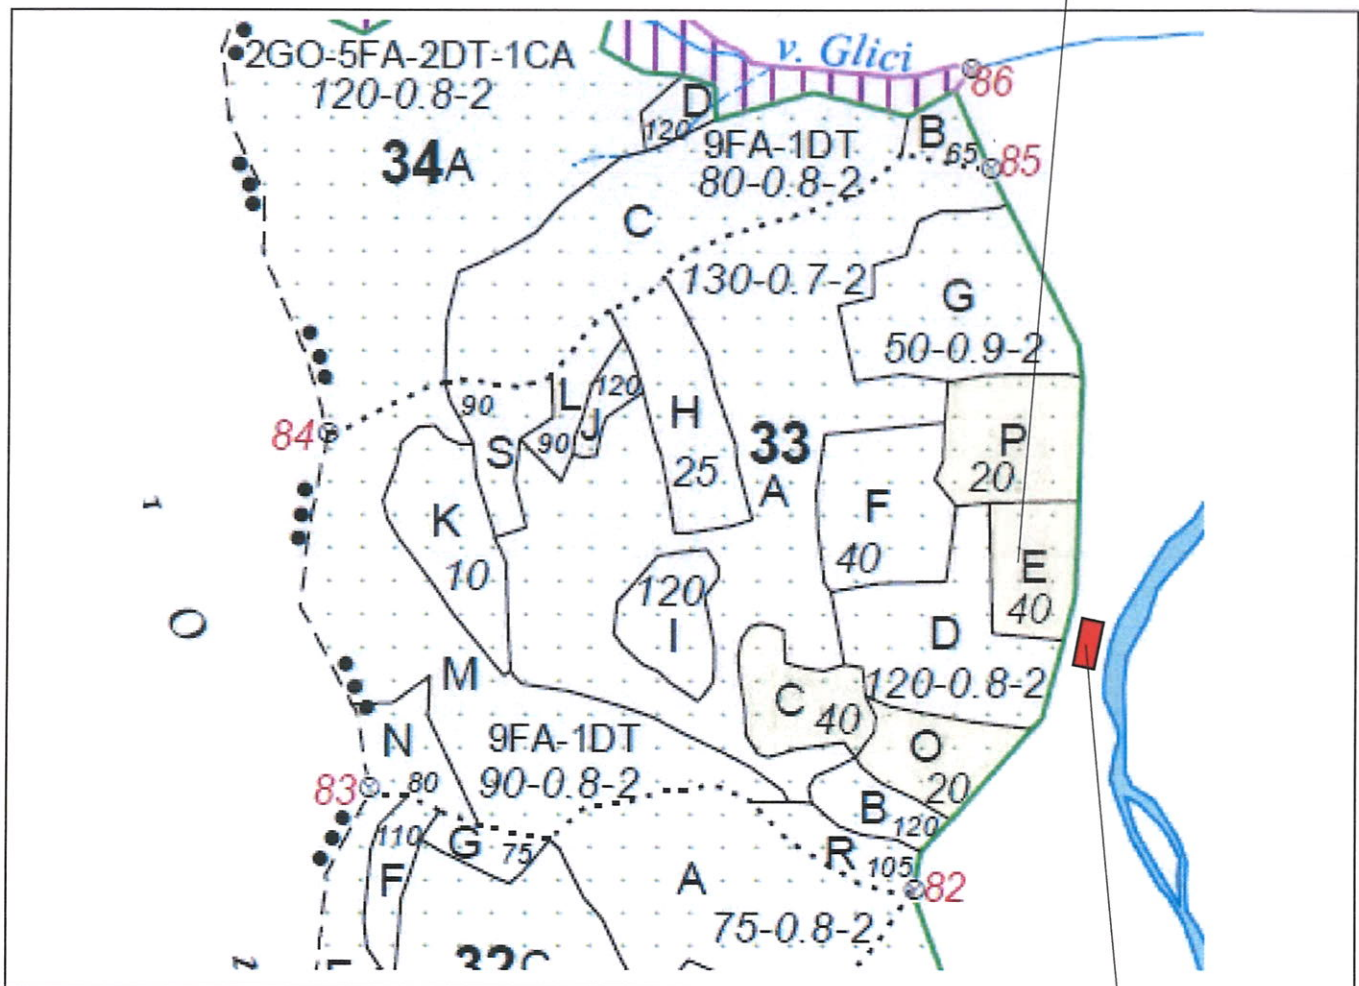 2GO-5FA-2DT-1CA
120-0.8-2
34A
v. Glici
86
D
120
9FA-1DT
80-0.8-2
B
65
85
C
130-0.7-2
G
50-0.9-2
84
90
S
L
90
120
J
H
25
33
A
P
20
F
40
E
40
K
10
120
I
D
120-0.8-2
C
40
O
20
M
N
9FA-1DT
90-0.8-2
83
80
B
120
110
G
75
R
105
82
F
A
75-0.8-2
32C
O